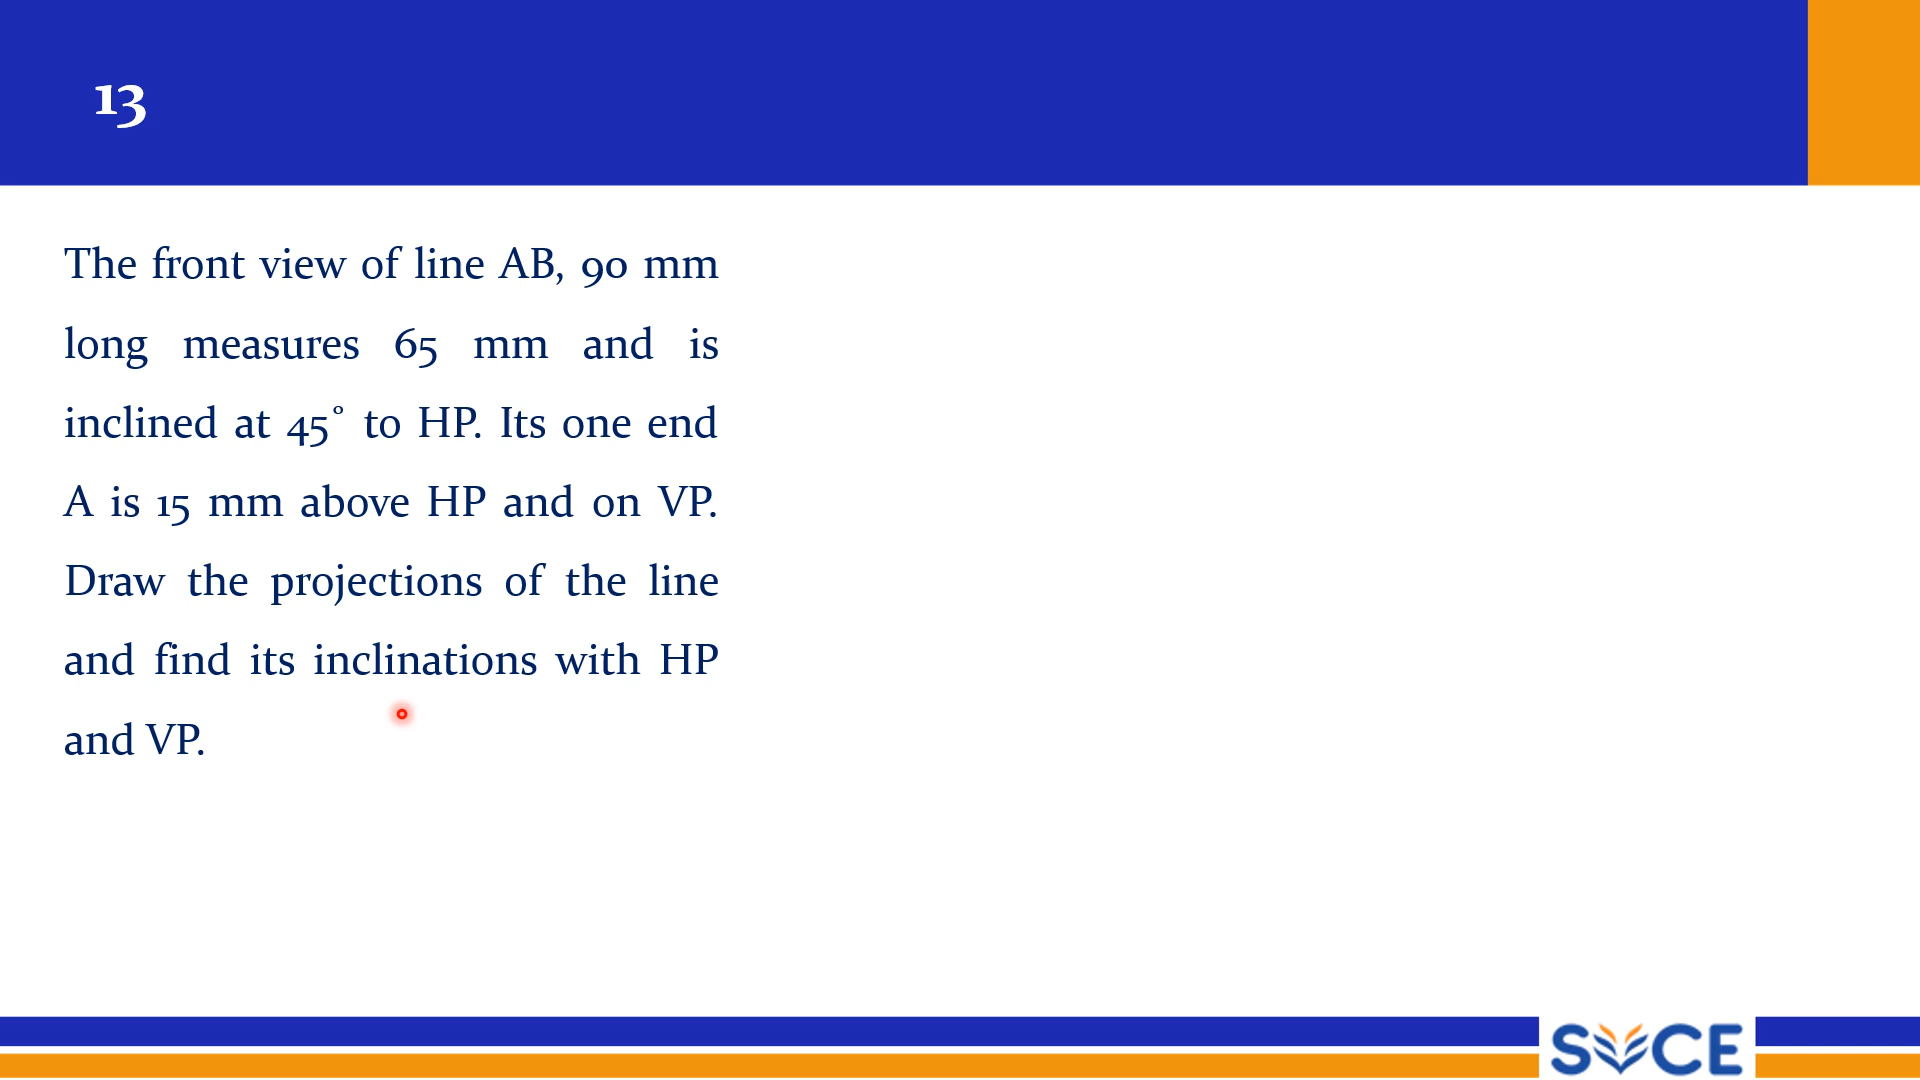 13
The front view of line AB, 90 mm
long measures 65 mm and is
inclined at 45° to HP. Its one end
A is 15 mm above HP and on VP.
Draw the projections of the line
and find its inclinations with HP
and VP.
SVCE